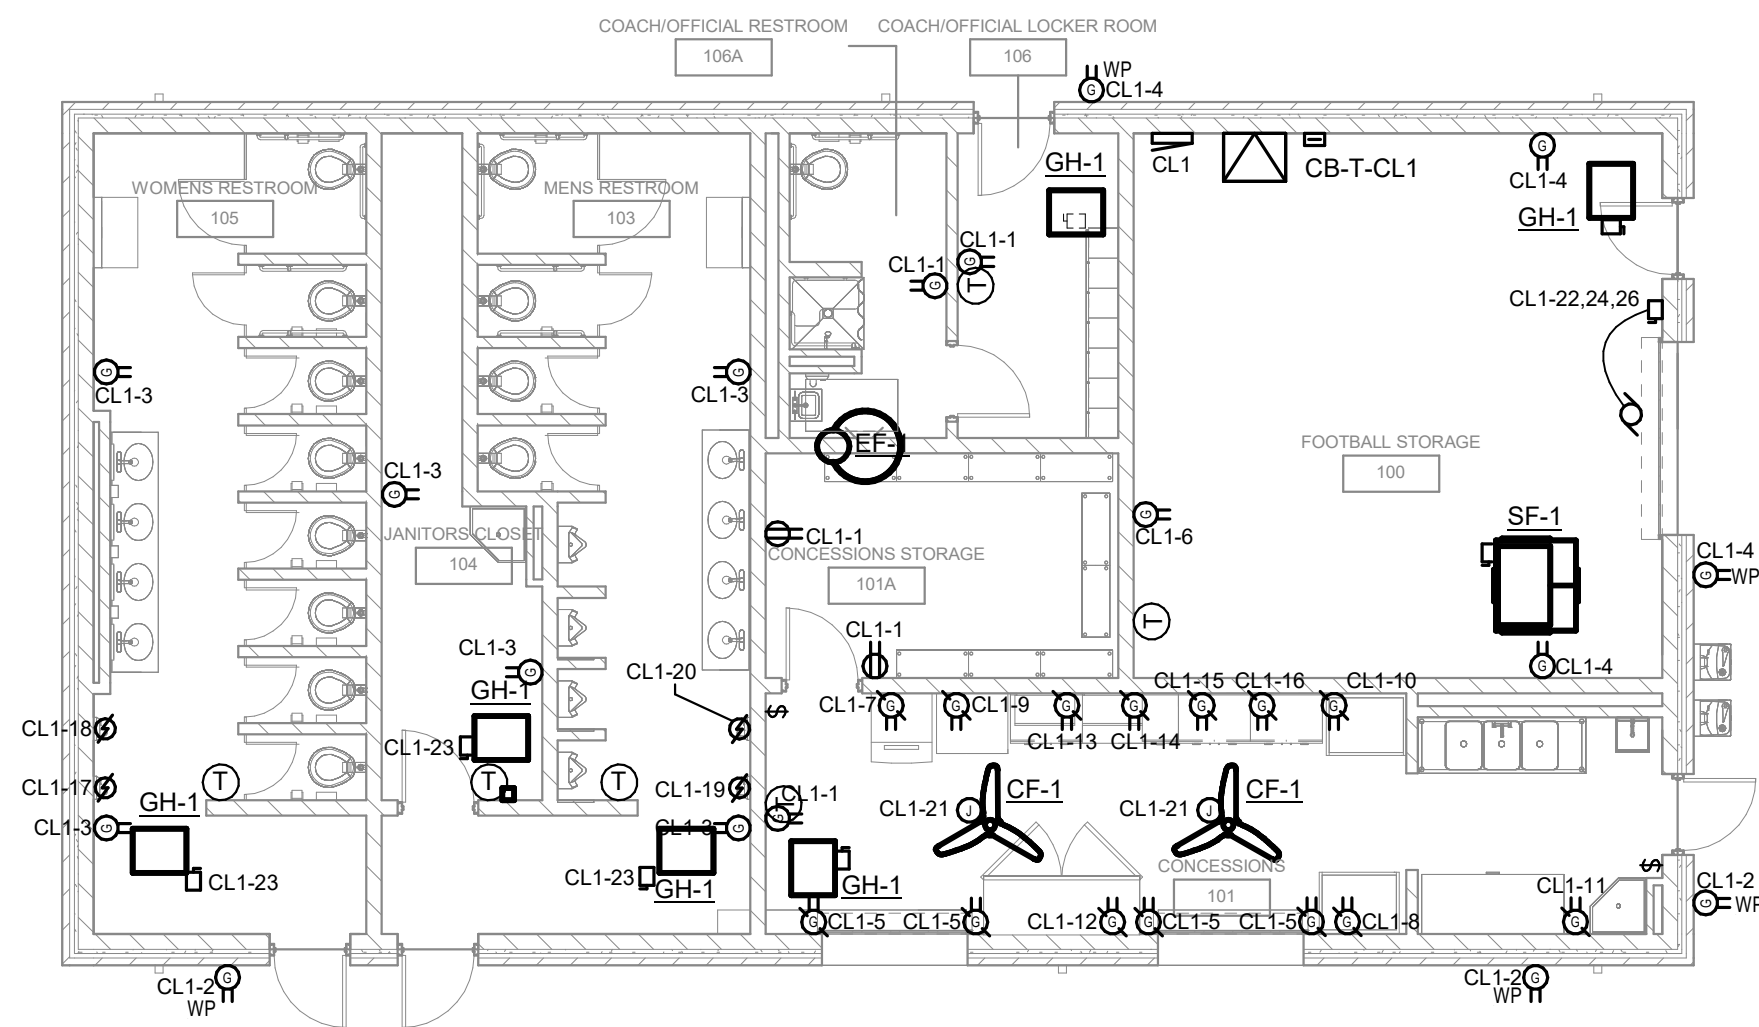 COACH/OFFICIAL RESTROOM
106A
COACH/OFFICIAL LOCKER ROOM
106
WP
CL1-4
GH-1
CL1
CB-T-CL1
CL1-4
GH-1
WOMENS RESTROOM
105
MENS RESTROOM
103
CL1-1
CL1-1
T
CL1-22,24,26
CL1-3
CL1-3
EF-1
FOOTBALL STORAGE
100
CL1-3
JANITORS CLOSET
104
CL1-1
CONCESSIONS STORAGE
101A
CL1-6
SF-1
CL1-4
WP
T
CL1-1
CL1-3
CL1-20
GH-1
CL1-4
CL1-7
CL1-9
CL1-13
CL1-14
CL1-15
CL1-16
CL1-10
CL1-18
CL1-23
CL1-17
T
T
T
CL1-19
CL1-1
T
CL1-21
J
CF-1
CL1-21
J
CF-1
GH-1
CL1-3
CL1-3
CL1-23
CL1-23
GH-1
GH-1
CONCESSIONS
101
CL1-11
CL1-2
WP
CL1-5
CL1-5
CL1-12
CL1-5
CL1-5
CL1-8
CL1-2
WP
CL1-2
WP